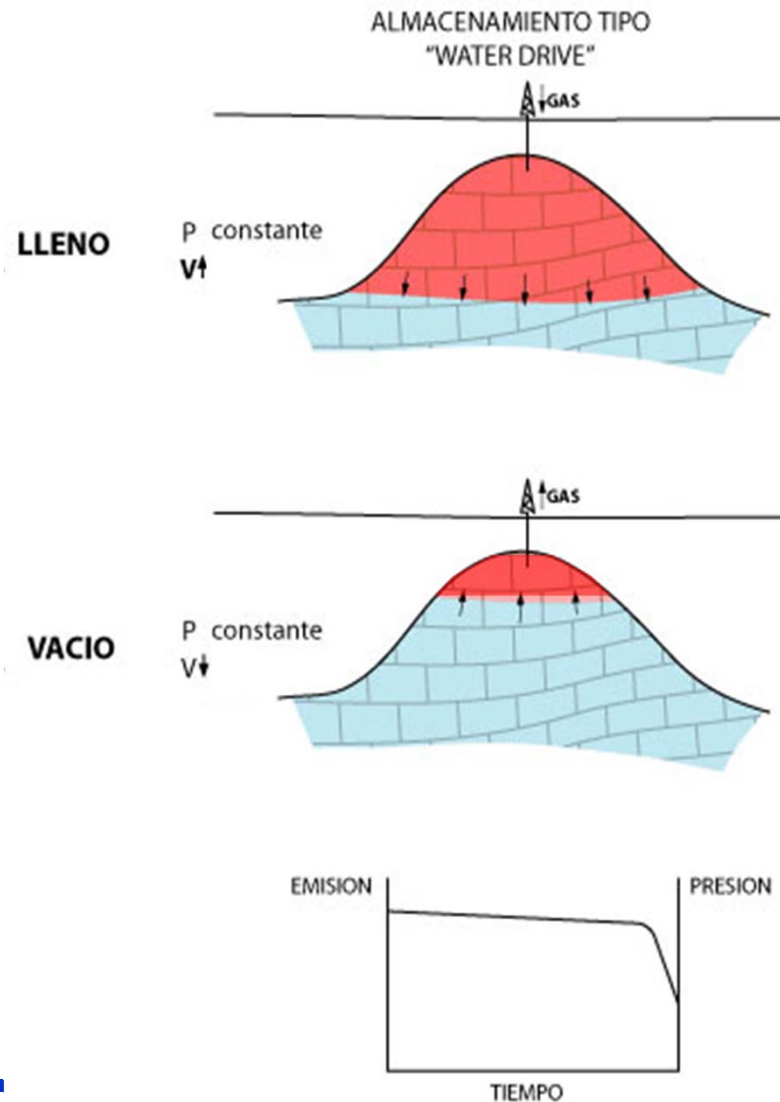 ALMACENAMIENTO TIPO
“WATER DRIVE”
GAS
LLENO
P constante
V
GAS
VACIO
P constante
V
EMISION
PRESION
TIEMPO